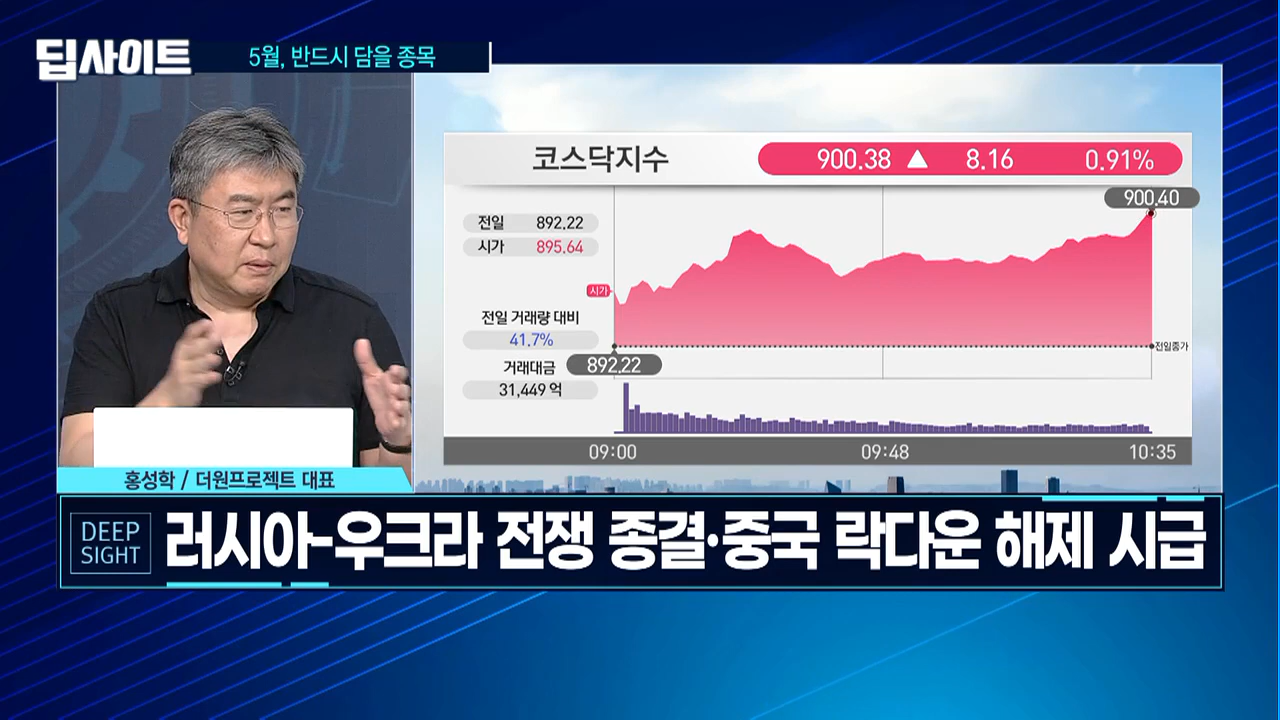 딥사이트
5월, 반드시 담을 종목
코스닥지수
900.38 ▲ 8.16 0.91%
900.40
전일 892.22
시가 895.64
시가
전일 거래량 대비
41.7%
전일종가
거래대금
892.22
31,449 억
09:00 09:48 10:35
홍성학 / 더원프로젝트 대표
DEEP
SIGHT
러시아-우크라 전쟁 종결·중국 락다운 해제 시급